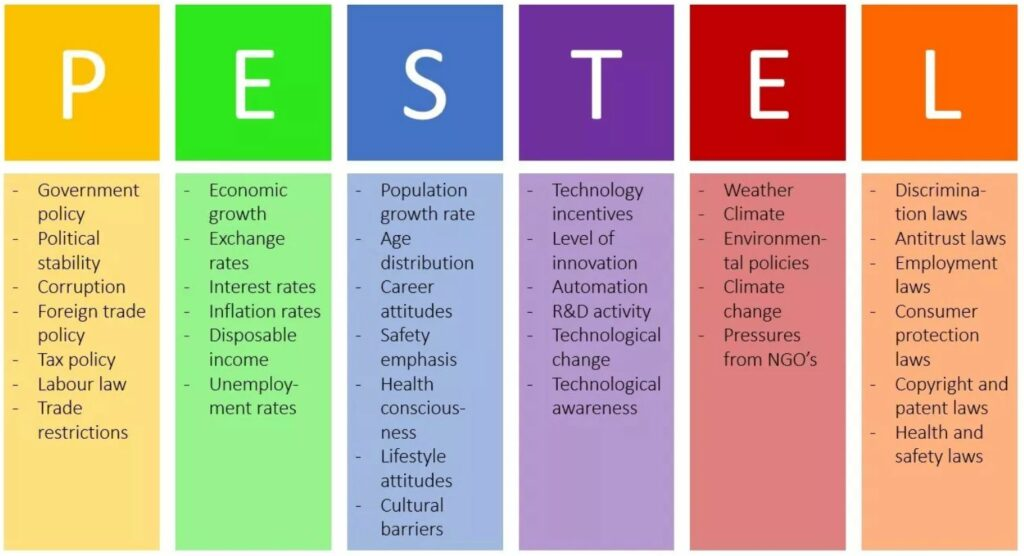 P
E
S
T
E
L
- Government
policy
- Political
stability
- Corruption
- Foreign trade
policy
- Tax policy
- Labour law
- Trade
restrictions
- Economic
growth
- Exchange
rates
- Interest rates
- Inflation rates
- Disposable
income
- Unemploy-
ment rates
- Population
growth rate
- Age
distribution
- Career
attitudes
- Safety
emphasis
- Health
conscious-
ness
- Lifestyle
attitudes
- Cultural
barriers
- Technology
incentives
- Level of
innovation
- Automation
- R&D activity
- Technological
change
- Technological
awareness
- Weather
- Climate
- Environmen-
tal policies
- Climate
change
- Pressures
from NGO’s
- Discrimina-
tion laws
- Antitrust laws
- Employment
laws
- Consumer
protection
laws
- Copyright and
patent laws
- Health and
safety laws